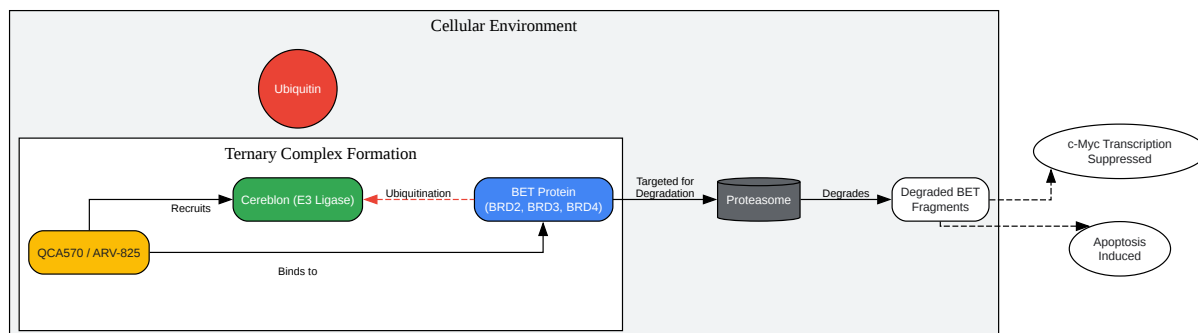 Cellular Environment
Ubiquitin
Ternary Complex Formation
Cereblon (E3 Ligase)
Ubiquitination
BET Protein
(BRD2, BRD3, BRD4)
Targeted for
Degradation
Proteasome
Degrades
Degraded BET
Fragments
c-Myc Transcription
Suppressed
Recruits
QCA570 / ARV-825
Binds to
Apoptosis
Induced